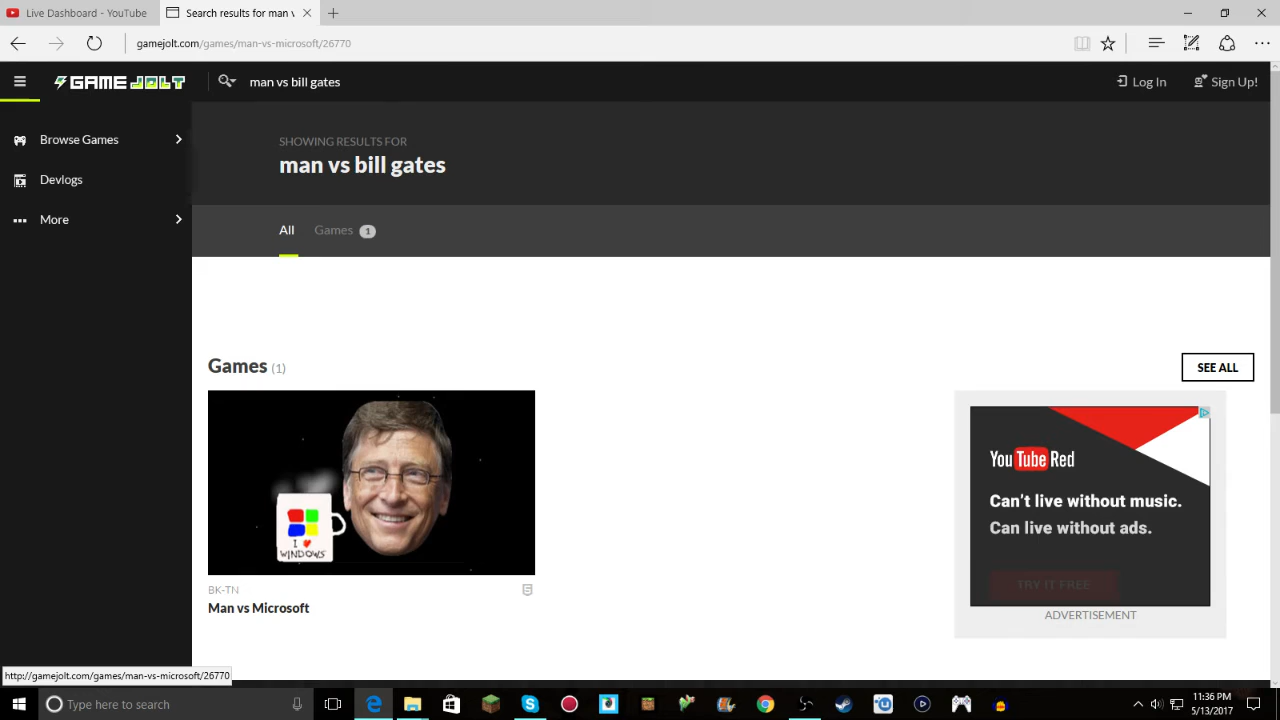 Live Dashboard - YouTube
Search results for man v
gamejolt.com/games/man-vs-microsoft/26770
GAME JOLT
man vs bill gates
Log In
Sign Up!
Browse Games
Devlogs
More
SHOWING RESULTS FOR
man vs bill gates
All
Games 1
Games (1)
SEE ALL
I
WINDOWS
BK-TN
Man vs Microsoft
YouTube Red
Can't live without music.
Can live without ads.
TRY IT FREE
ADVERTISEMENT
http://gamejolt.com/games/man-vs-microsoft/26770
Type here to search
11:36 PM
5/13/2017